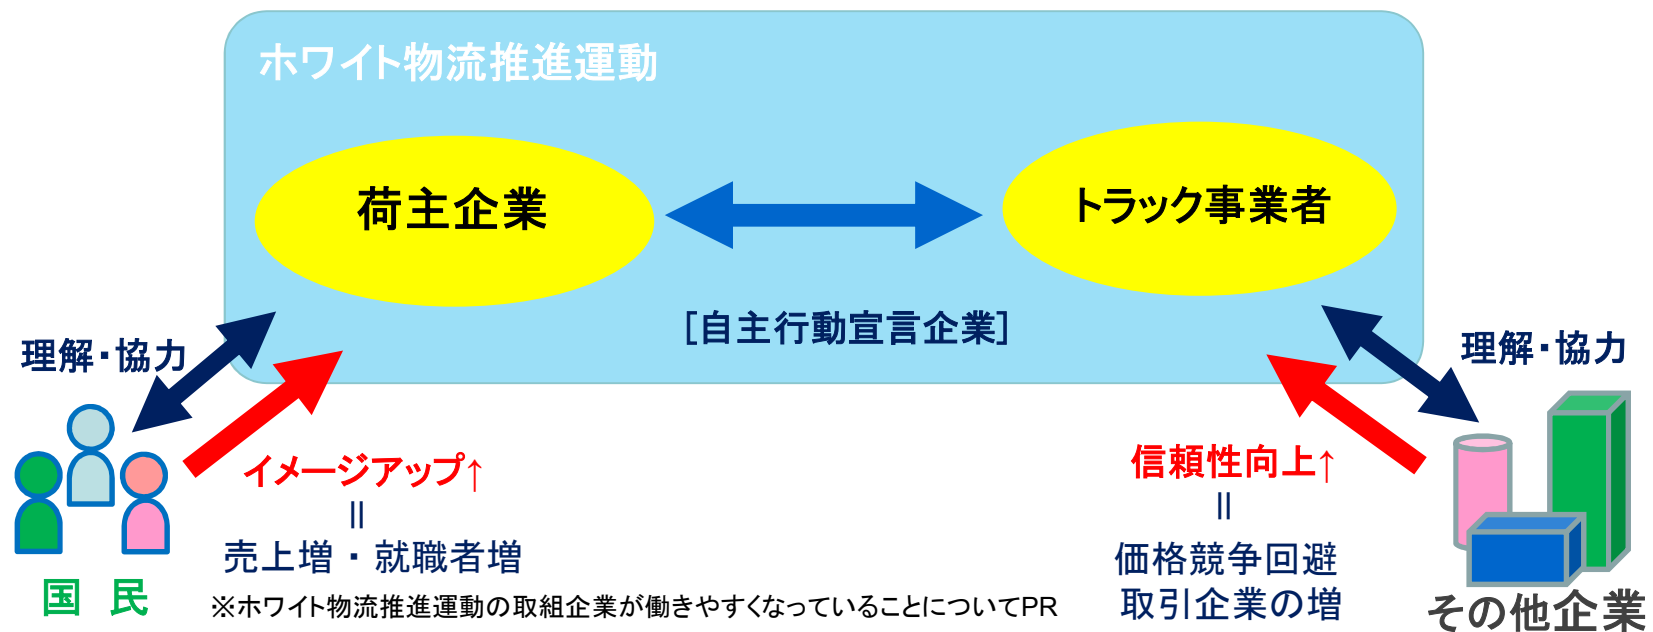 ホワイト物流推進運動
荷主企業
トラック事業者
[自主行動宣言企業]
理解・協力
理解・協力
イメージアップ↑
||
売上増・就職者増
信頼性向上↑
||
価格競争回避
取引企業の増
国 民
その他企業
※ホワイト物流推進運動の取組企業が働きやすくなっていることについてPR